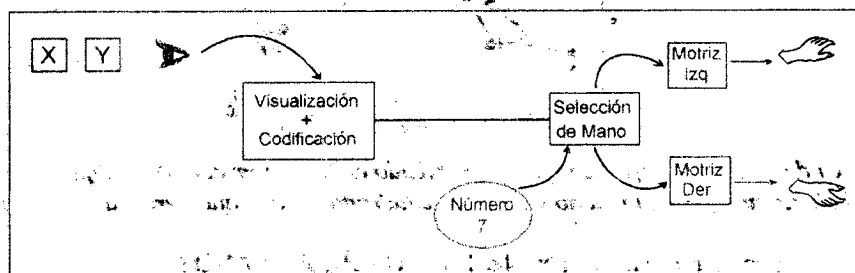 X Y
Visualización
+
Codificación
Selección
de Mano
Motriz
Izq
Motriz
Der
Número
7